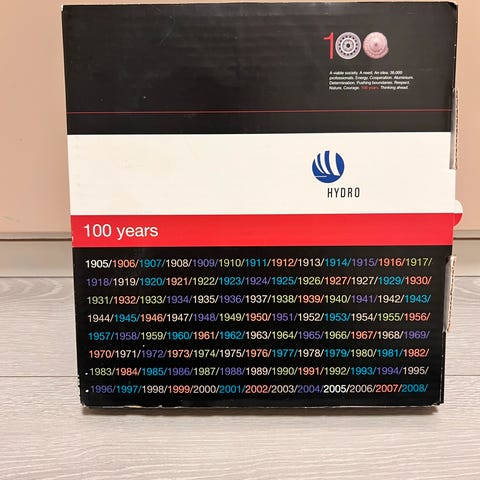 100
A viable society. A need. An idea. 36,000
professionals. Energy. Cooperation. Aluminium.
Determination. Pushing boundaries. Respect.
Nature. Courage. 100 years. Thinking ahead.
HYDRO
100 years
1905/1906/1907/1908/1909/1910/1911/1912/1913/1914/1915/1916/1917/
1918/1919/1920/1921/1922/1923/1924/1925/1926/1927/1927/1929/1930/
1931/1932/1933/1934/1935/1936/1937/1938/1939/1940/1941/1942/1943/
1944/1945/1946/1947/1948/1949/1950/1951/1952/1953/1954/1955/1956/
1957/1958/1959/1960/1961/1962/1963/1964/1965/1966/1967/1968/1969/
1970/1971/1972/1973/1974/1975/1976/1977/1978/1979/1980/1981/1982/
1983/1984/1985/1986/1987/1988/1989/1990/1991/1992/1993/1994/1995/
1996/1997/1998/1999/2000/2001/2002/2003/2004/2005/2006/2007/2008/